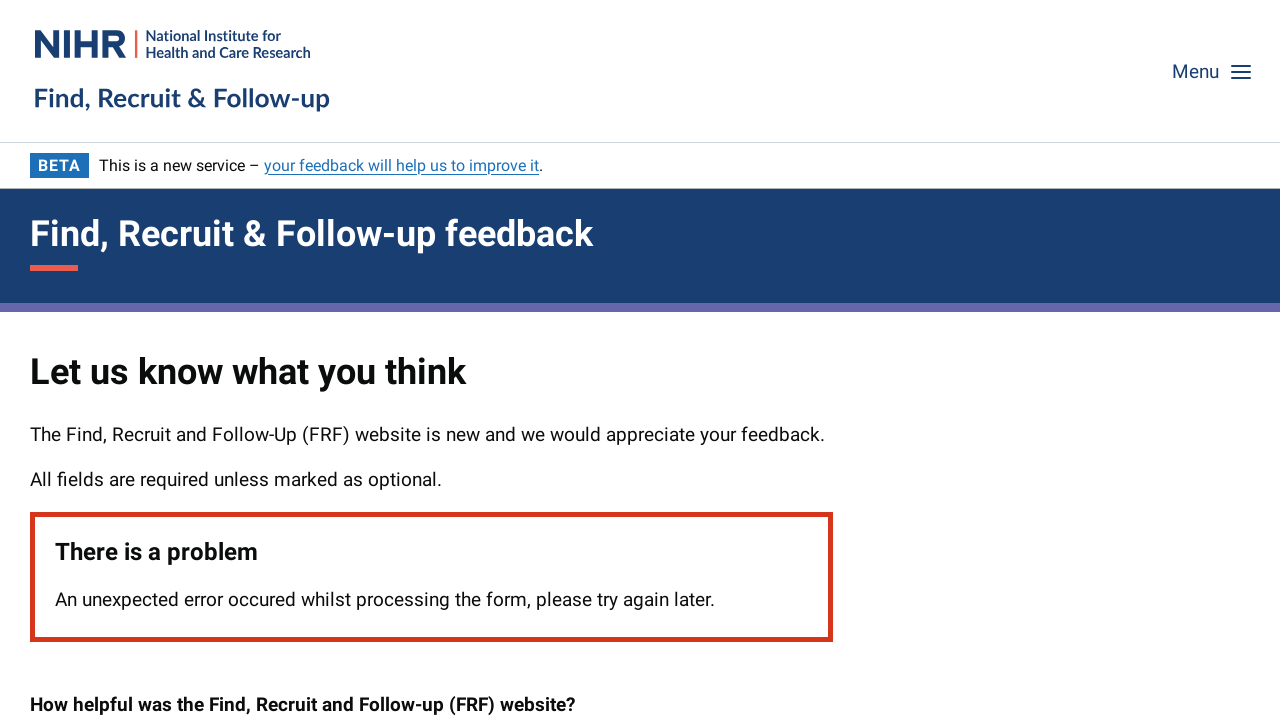 NIHR
National Institute for
Health and Care Research
Find, Recruit & Follow-up
Menu
BETA This is a new service – your feedback will help us to improve it.
Find, Recruit & Follow-up feedback
Let us know what you think
The Find, Recruit and Follow-Up (FRF) website is new and we would appreciate your feedback.
All fields are required unless marked as optional.
There is a problem
An unexpected error occured whilst processing the form, please try again later.
How helpful was the Find, Recruit and Follow-up (FRF) website?